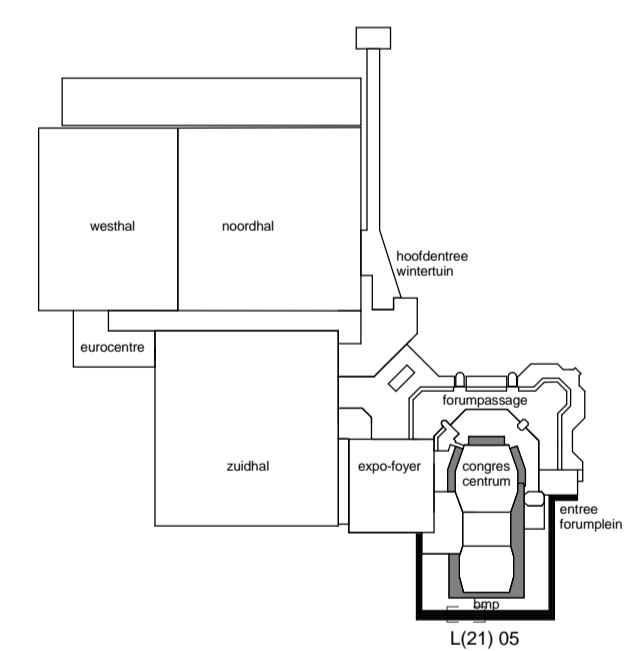 westhal
noordhal
hoofdentree
wintertuin
eurocentre
forumpassage
zuidhal
expo-foyer
congres
centrum
entree
forumplein
bmp
L(21) 05